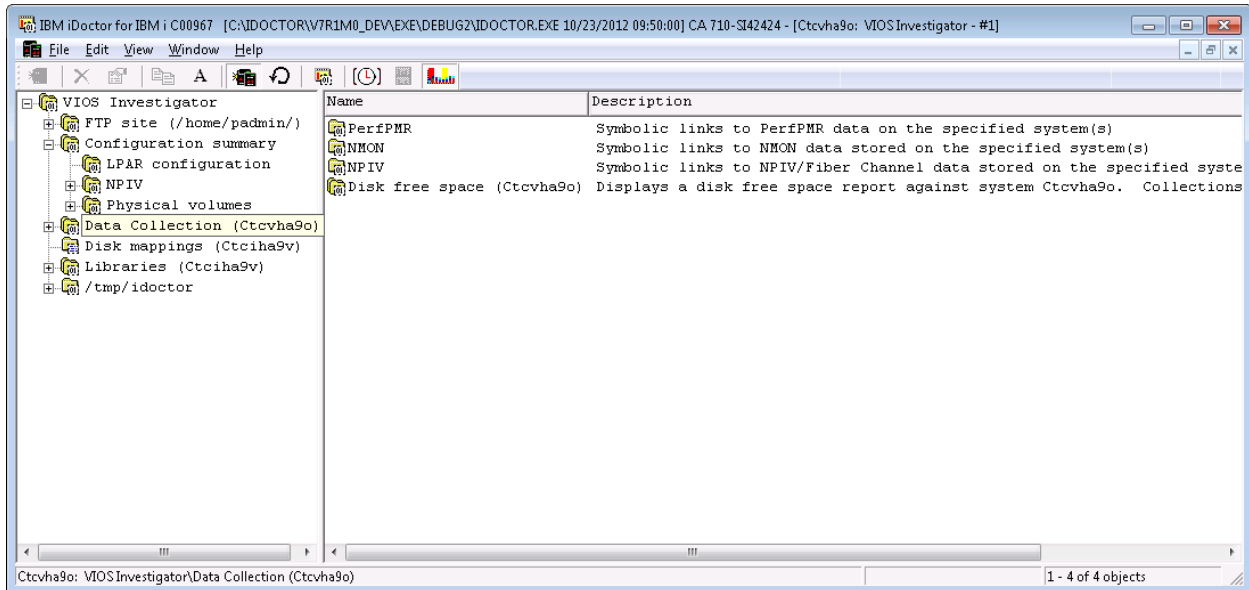 IBM iDoctor for IBM i C00967 [C:\IDOCTOR\V7R1M0_DEV\EXE\DEBUG2\IDOCTOR.EXE 10/23/2012 09:50:00] CA 710-SI42424 - [Ctcvha9o: VIOS Investigator - #1]
File Edit View Window Help
A
VIOS Investigator
FTP site (/home/padmin/)
Configuration summary
LPAR configuration
NPIV
Physical volumes
Data Collection (Ctcvha9o)
Disk mappings (Ctciha9v)
Libraries (Ctciha9v)
/tmp/idoctor
Name Description
PerfPMR Symbolic links to PerfPMR data on the specified system(s)
NMON Symbolic links to NMON data stored on the specified system(s)
NPIV Symbolic links to NPIV/Fiber Channel data stored on the specified syste
Disk free space (Ctcvha9o) Displays a disk free space report against system Ctcvha9o. Collections
Ctcvha9o: VIOS Investigator\Data Collection (Ctcvha9o) 1 - 4 of 4 objects